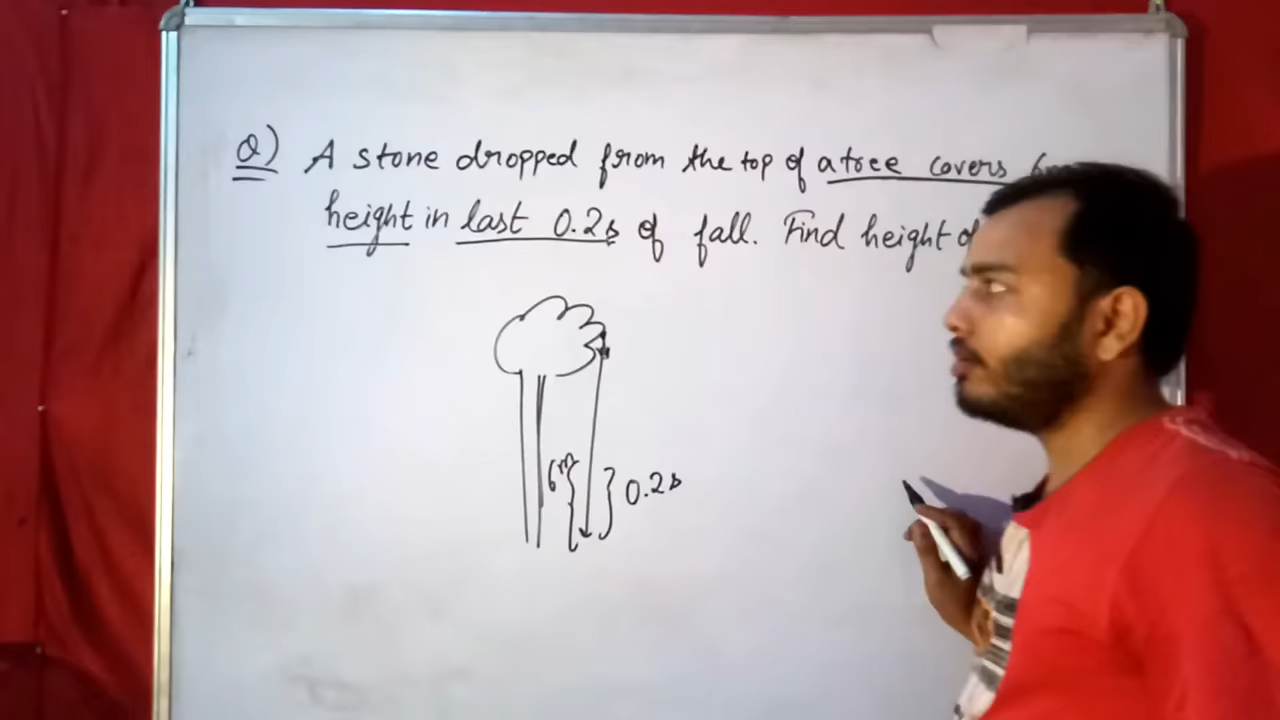 Q) A stone dropped from the top of a tree covers 6m
height in last 0.2s of fall. Find height of
6m
0.2s